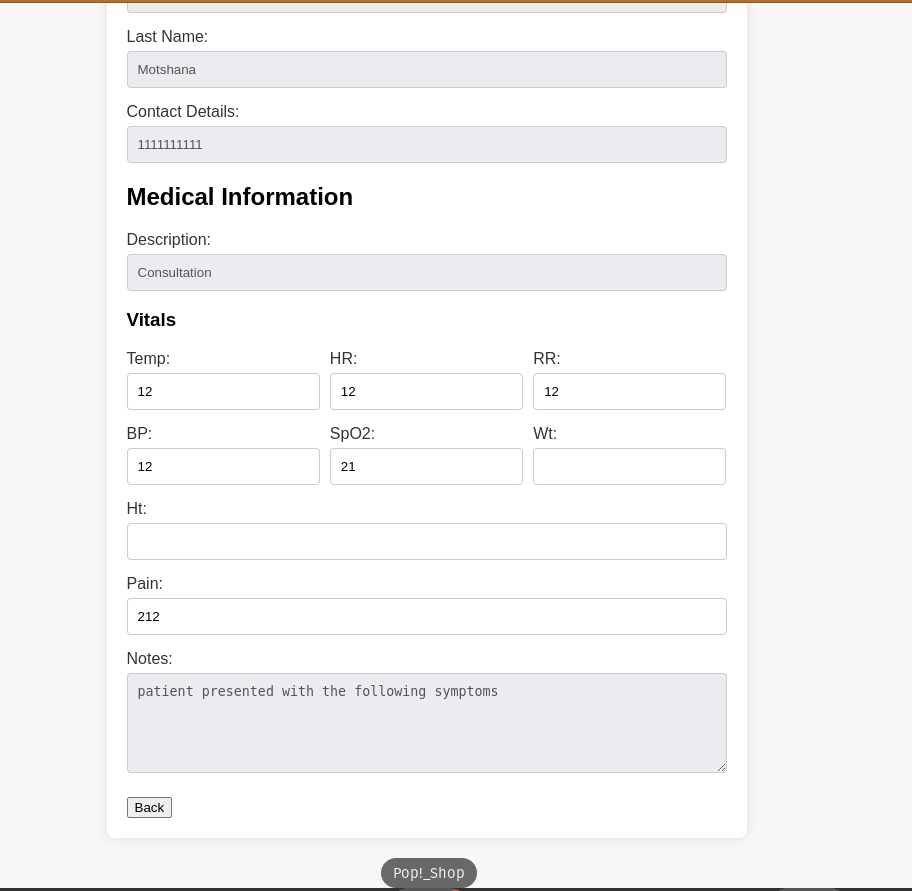 Last Name:
Motshana
Contact Details:
1111111111
Medical Information
Description:
Consultation
Vitals
Temp: HR: RR:
12 12 12
BP: SpO2: Wt:
12 21
Ht:
Pain:
212
Notes:
patient presented with the following symptoms
Back
Pop!_Shop